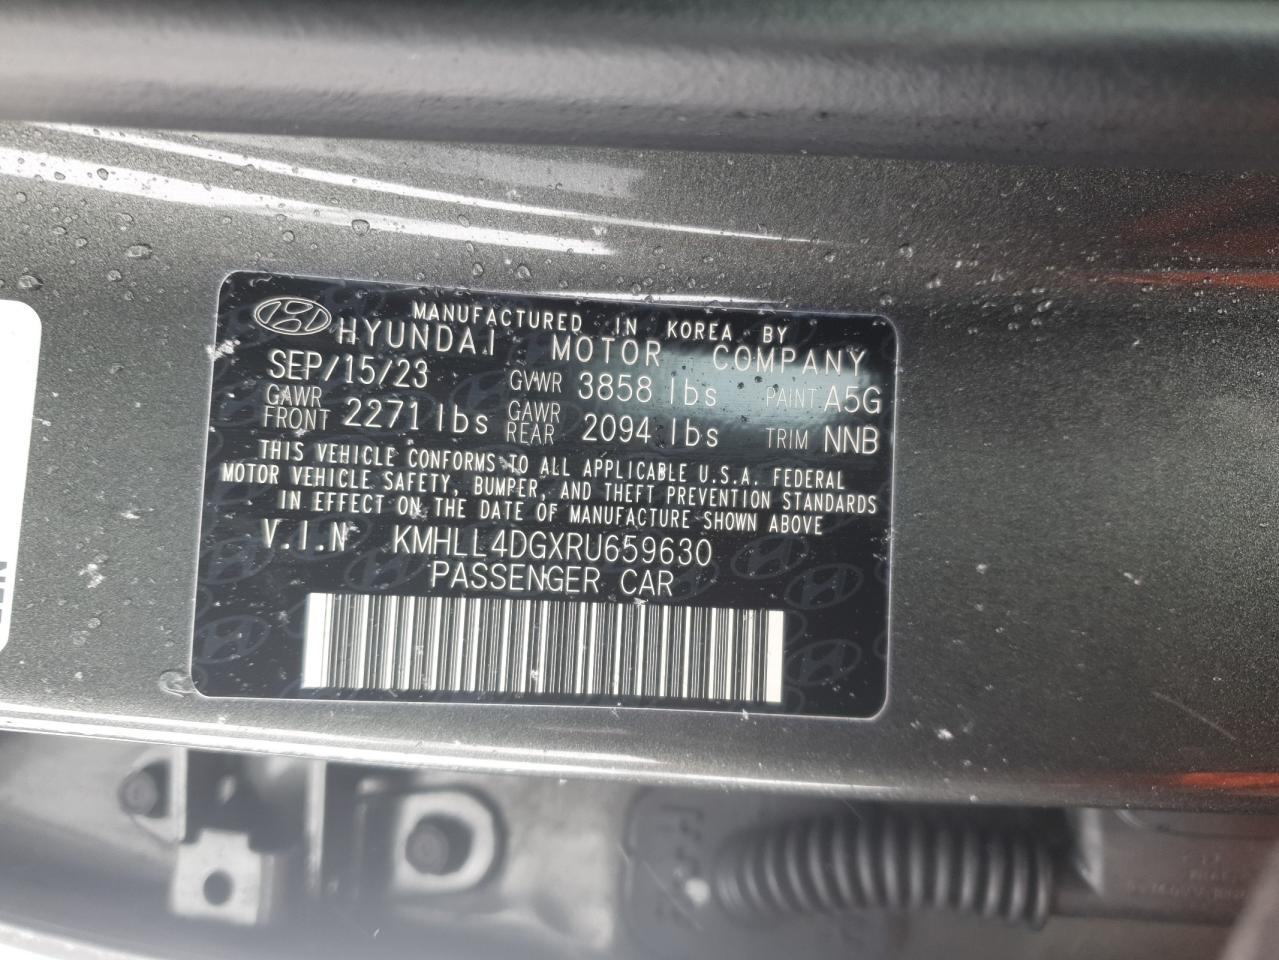 MANUFACTURED IN KOREA BY
HYUNDAI MOTOR COMPANY
SEP/15/23 GVWR 3858 lbs PAINT A5G
GAWR FRONT 2271 lbs GAWR REAR 2094 lbs TRIM NNB
THIS VEHICLE CONFORMS TO ALL APPLICABLE U.S.A. FEDERAL
MOTOR VEHICLE SAFETY, BUMPER, AND THEFT PREVENTION STANDARDS
IN EFFECT ON THE DATE OF MANUFACTURE SHOWN ABOVE
V.I.N KMHLL4DGXRU659630
PASSENGER CAR